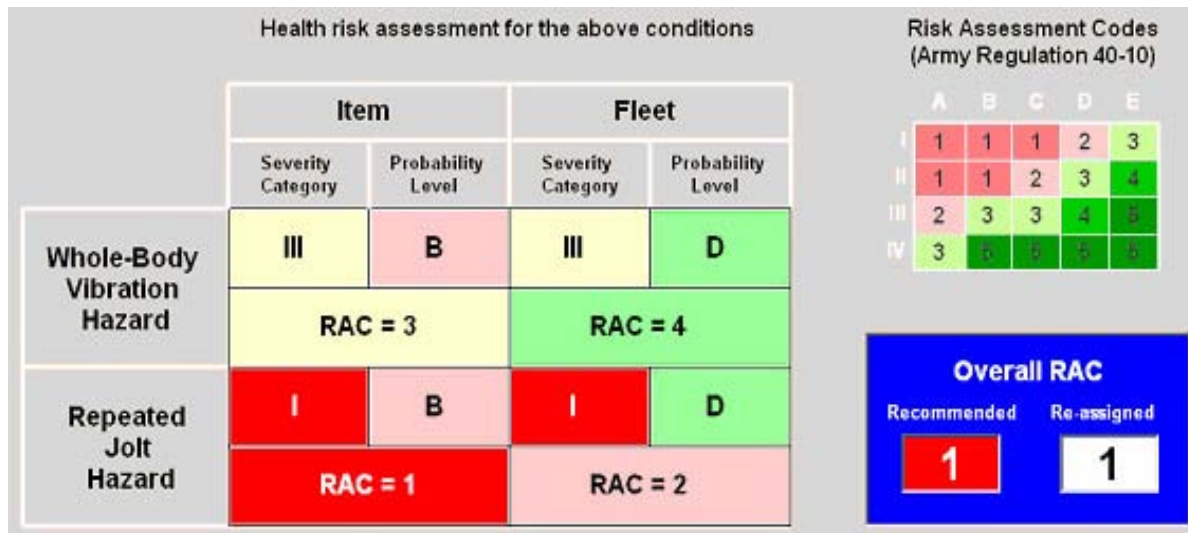 Health risk assessment for the above conditions
Risk Assessment Codes
(Army Regulation 40-10)
Item
Fleet
Severity
Category
Probability
Level
Severity
Category
Probability
Level
A B C D E
I 1 1 1 2 3
II 1 1 2 3 4
III 2 3 3 4 5
IV 3 5 5 5 5
Whole-Body
Vibration
Hazard
III B III D
RAC = 3 RAC = 4
Repeated
Jolt
Hazard
I B I D
RAC = 1 RAC = 2
Overall RAC
Recommended Re-assigned
1 1